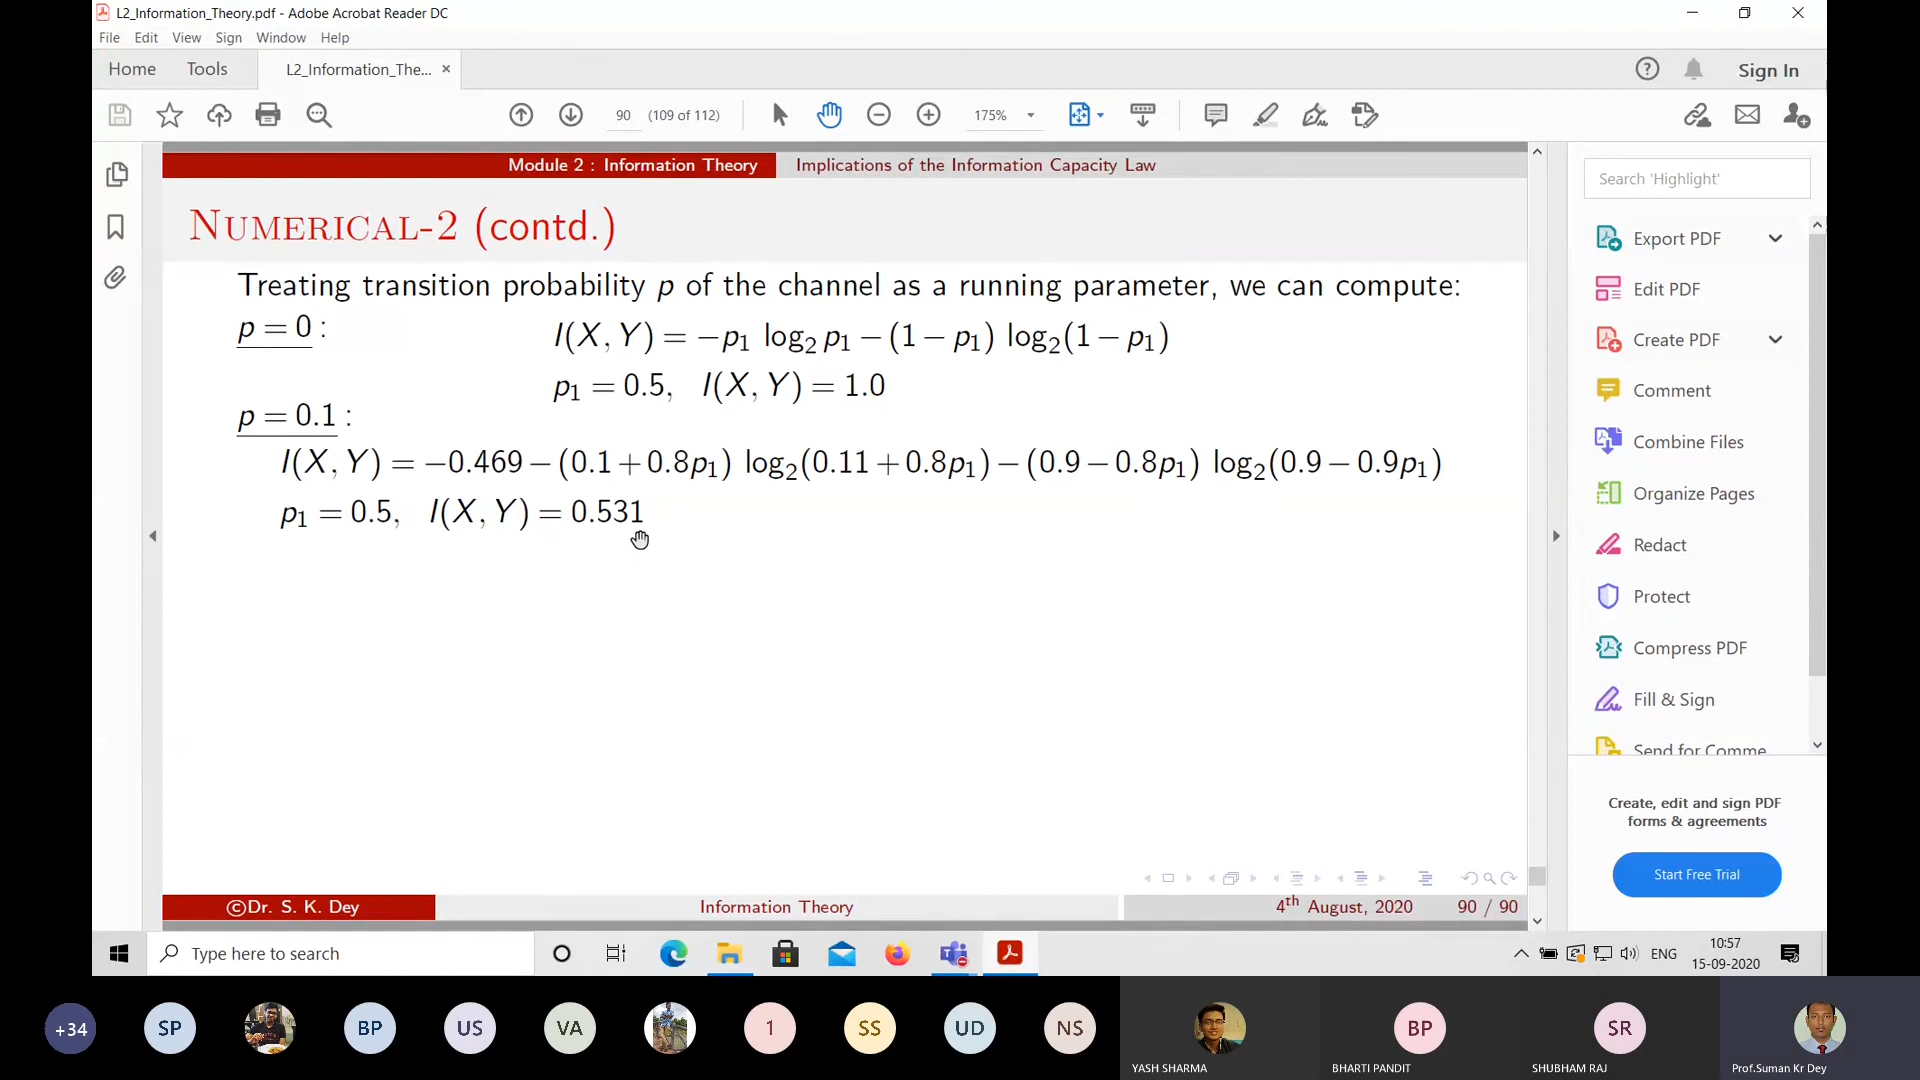 L2_Information_Theory.pdf - Adobe Acrobat Reader DC
File Edit View Sign Window Help
Home Tools L2_Information_The... × Sign In
90 (109 of 112) 175%
Module 2 : Information Theory Implications of the Information Capacity Law
Numerical-2 (contd.)
Treating transition probability p of the channel as a running parameter, we can compute:
p = 0 : I(X, Y) = −p₁ log₂ p₁ − (1 − p₁) log₂(1 − p₁)
p₁ = 0.5, I(X, Y) = 1.0
p = 0.1 :
I(X, Y) = −0.469 − (0.1 + 0.8p₁) log₂(0.11 + 0.8p₁) − (0.9 − 0.8p₁) log₂(0.9 − 0.9p₁)
p₁ = 0.5, I(X, Y) = 0.531
©Dr. S. K. Dey Information Theory 4th August, 2020 90 / 90
Search 'Highlight'
Export PDF
Edit PDF
Create PDF
Comment
Combine Files
Organize Pages
Redact
Protect
Compress PDF
Fill & Sign
Send for Comme
Create, edit and sign PDF
forms & agreements
Start Free Trial
Type here to search
ENG
10:57
15-09-2020
+34 SP BP US VA 1 SS UD NS BP SR
YASH SHARMA BHARTI PANDIT SHUBHAM RAJ Prof.Suman Kr Dey